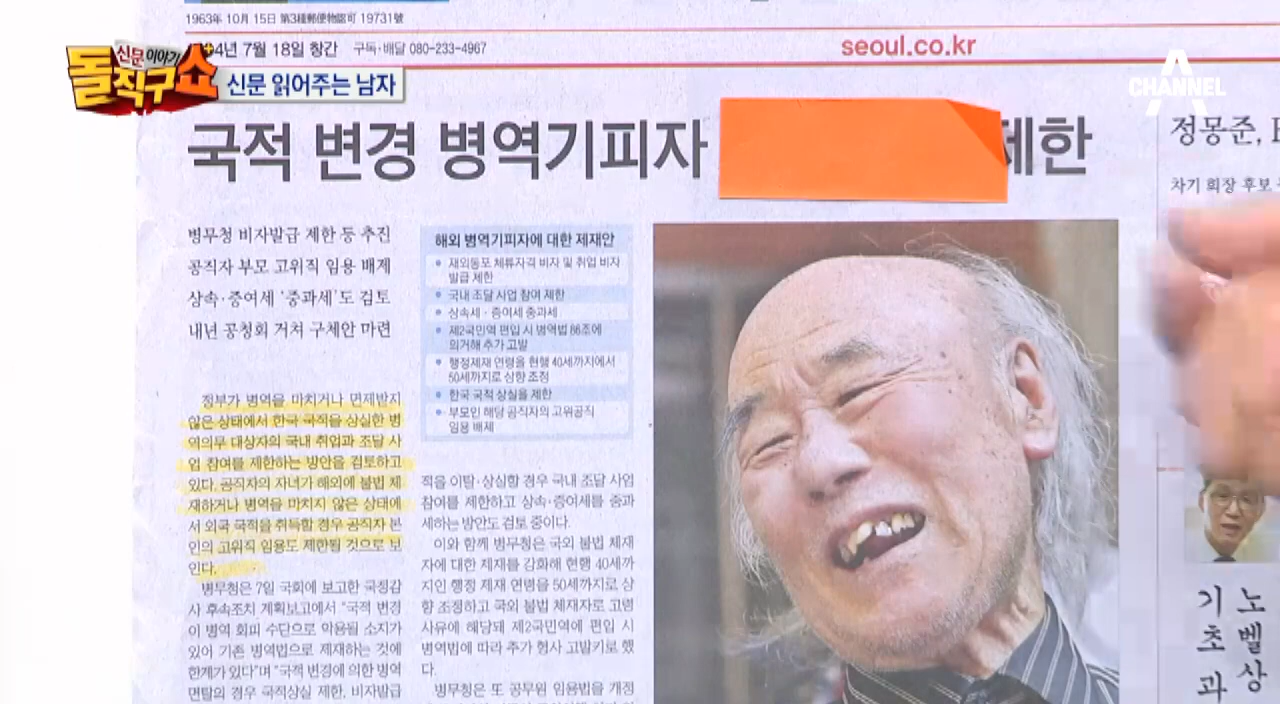 1963年 10月 15日 第3種郵便物認可 19731號
4년 7월 18일 창간 구독·배달 080-233-4967
seoul.co.kr
신문이야기
돌직구쇼
신문 읽어주는 남자
CHANNEL A
국적 변경 병역기피자 제한
병무청 비자발급 제한 등 추진
공직자 부모 고위직 임용 배제
상속·증여세 '중과세'도 검토
내년 공청회 거쳐 구체안 마련
해외 병역기피자에 대한 제재안
재외동포 체류자격 비자 및 취업 비자
발급 제한
국내 조달 사업 참여 제한
상속세·증여세 중과세
제2국민역 편입 시 병역법 86조에
의거해 추가 고발
행정제재 연령을 현행 40세까지에서
50세까지로 상향 조정
한국 국적 상실을 제한
부모인 해당 공직자의 고위공직
임용 배제
정부가 병역을 마치거나 면제받지
않은 상태에서 한국 국적을 상실한 병
역의무 대상자의 국내 취업과 조달 사
업 참여를 제한하는 방안을 검토하고
있다. 공직자의 자녀가 해외에 불법 체
재하거나 병역을 마치지 않은 상태에
서 외국 국적을 취득할 경우 공직자 본
인의 고위직 임용도 제한될 것으로 보
인다.
병무청은 7일 국회에 보고한 국정감
사 후속조치 계획보고에서 "국적 변경
이 병역 회피 수단으로 악용될 소지가
있어 기존 병역법으로 제재하는 것에
한계가 있다"며 "국적 변경에 의한 병역
면탈의 경우 국적상실 제한, 비자발급
적을 이탈·상실할 경우 국내 조달 사업
참여를 제한하고 상속·증여세를 중과
세하는 방안도 검토 중이다.
이와 함께 병무청은 국외 불법 체재
자에 대한 제재를 강화해 현행 40세까
지인 행정 제재 연령을 50세까지로 상
향 조정하고 국외 불법 체재자로 고령
사유에 해당돼 제2국민역에 편입 시
병역법에 따라 추가 형사 고발키로 했
다.
병무청은 또 공무원 임용법을 개정
정몽준,
차기 회장 후보
노벨상
기초과